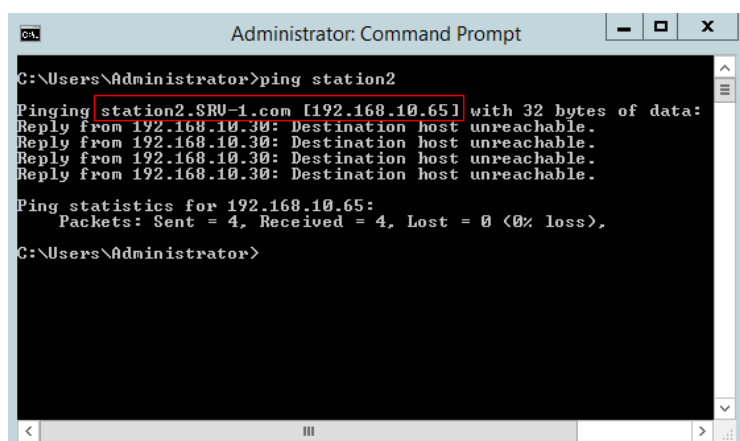 Administrator: Command Prompt
C:\Users\Administrator>ping station2
Pinging station2.SRV-1.com [192.168.10.65] with 32 bytes of data:
Reply from 192.168.10.30: Destination host unreachable.
Reply from 192.168.10.30: Destination host unreachable.
Reply from 192.168.10.30: Destination host unreachable.
Reply from 192.168.10.30: Destination host unreachable.
Ping statistics for 192.168.10.65:
Packets: Sent = 4, Received = 4, Lost = 0 (0% loss),
C:\Users\Administrator>